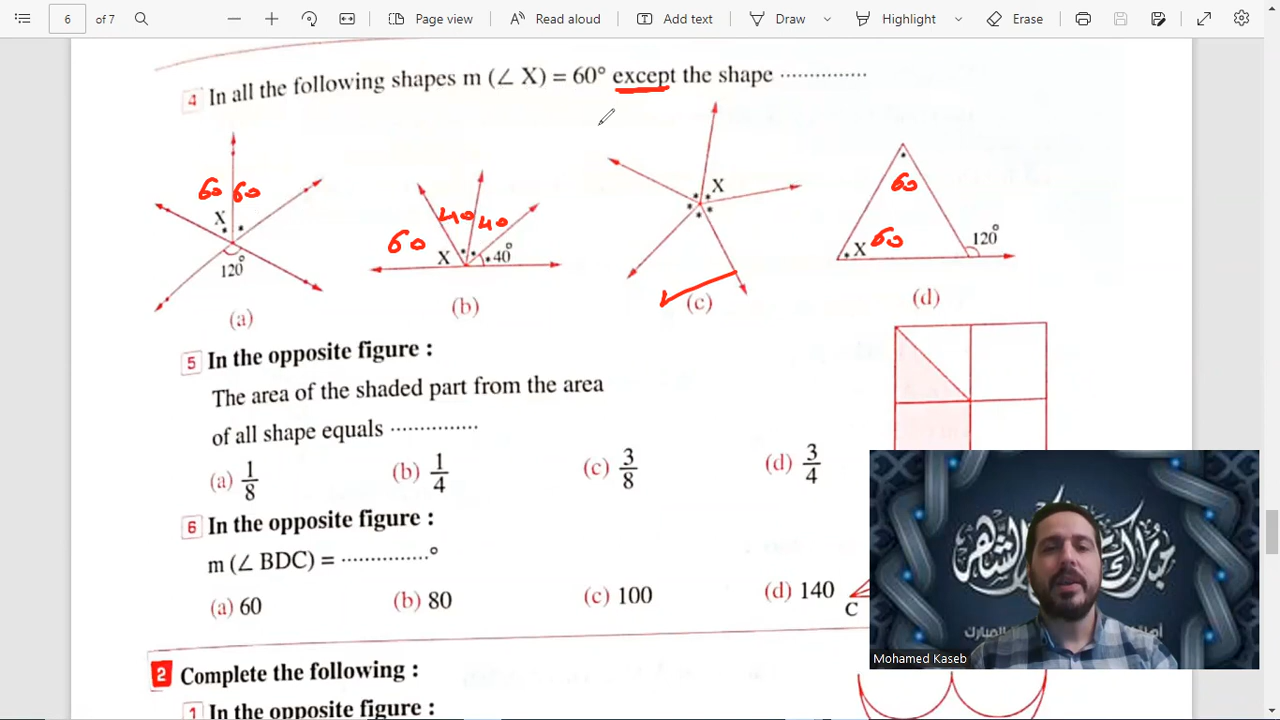 6 of 7 Page view A Read aloud T Add text Draw Highlight Erase
4 In all the following shapes m (∠ X) = 60° except the shape ...............
60 60
X
120°
(a)
60 40 40
X 40°
(b)
X
(c)
60
X 60 120°
(d)
5 In the opposite figure :
The area of the shaded part from the area
of all shape equals ...............
(a) 1/8 (b) 1/4 (c) 3/8 (d) 3/4
6 In the opposite figure :
m (∠ BDC) = ...............°
(a) 60 (b) 80 (c) 100 (d) 140
C
مبارك
الشهر
المبارك
Mohamed Kaseb
2 Complete the following :
1 In the opposite figure :